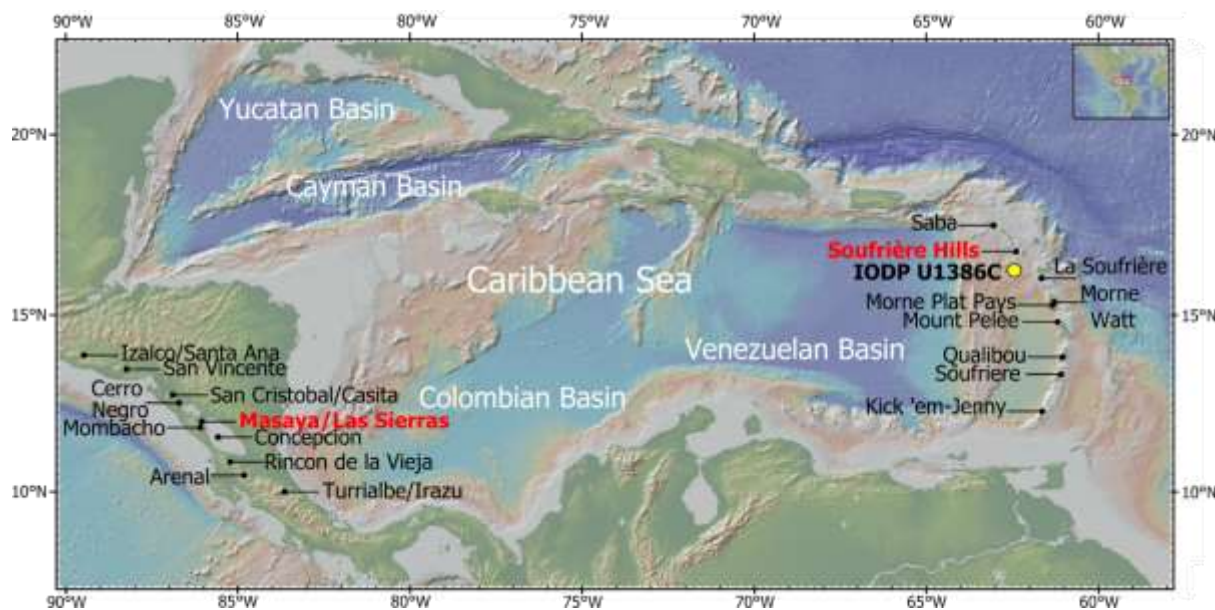 90°W 85°W 80°W 75°W 70°W 65°W 60°W
Yucatan Basin
20°N 20°N
Cayman Basin
Saba
Soufrière Hills
Caribbean Sea
IODP U1386C
La Soufrière
Morne Plat Pays
Morne
15°N 15°N
Mount Pelée
Watt
Izalco/Santa Ana
Venezuelan Basin
Qualibou
San Vincente
Soufriere
Cerro
San Cristobal/Casita
Colombian Basin
Negro
Kick 'em-Jenny
Masaya/Las Sierras
Mombacho
Concepcion
Rincon de la Vieja
Arenal
10°N Turrialbe/Irazu 10°N
90°W 85°W 80°W 75°W 70°W 65°W 60°W